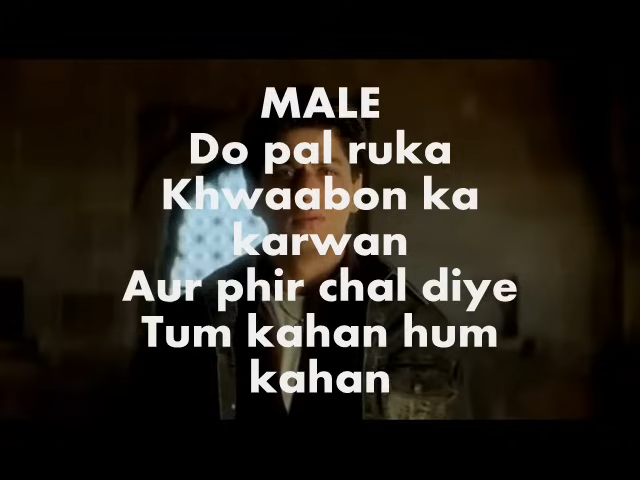 MALE
Do pal ruka
Khwaabon ka
karwan
Aur phir chal diye
Tum kahan hum
kahan